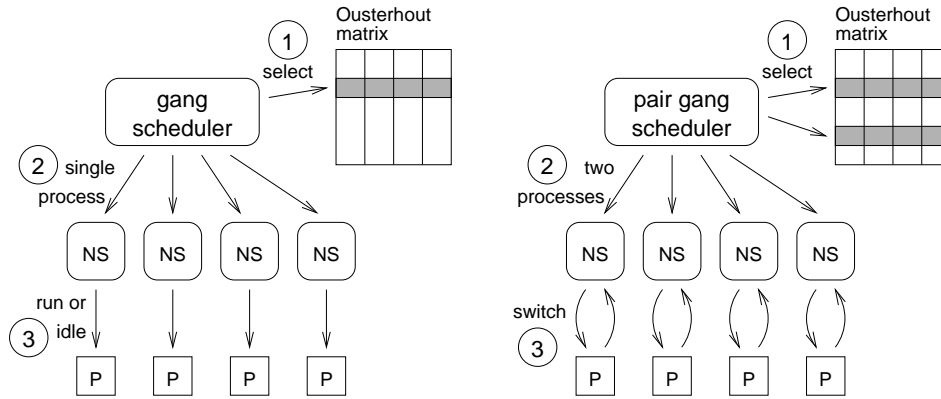 Ousterhout
matrix
1
select
gang
scheduler
2
single
process
NS NS NS NS
run or
idle
3
P P P P
Ousterhout
matrix
1
select
pair gang
scheduler
2
two
processes
NS NS NS NS
switch
3
P P P P